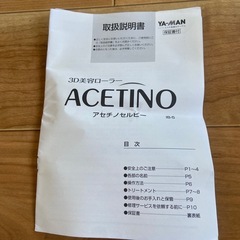 取扱説明書
YA-MAN
保証書付
3D美容ローラー
ACETINO
アセチノセルビー
目 次
●安全上のご注意 P1～4
●各部の名称 P5
●操作方法 P6
●トリートメント P7～8
●使用後のお手入れと保管 P9
●修理サービスを依頼する前に P10
●保証書 裏表紙